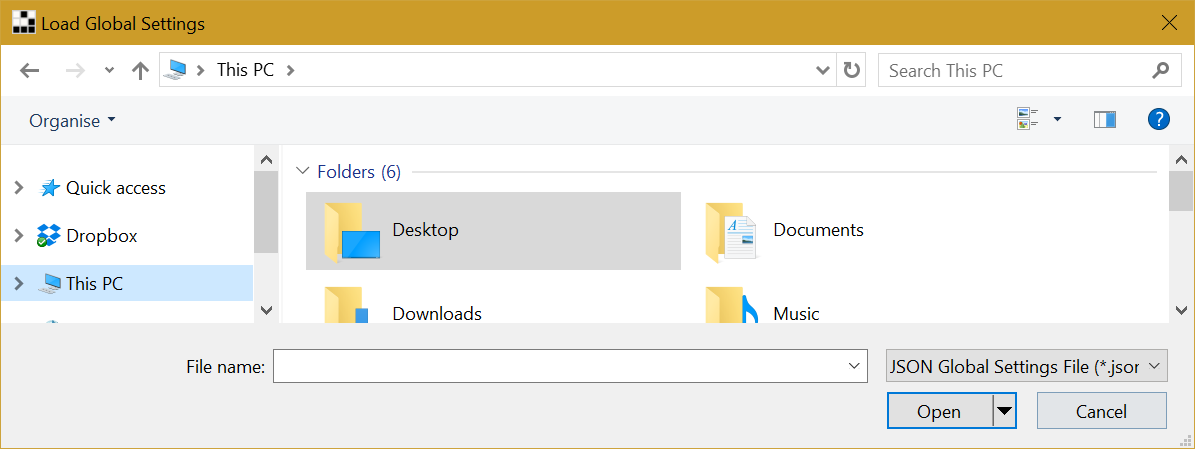 Load Global Settings
This PC
Search This PC
Organise
?
Quick access
Dropbox
This PC
Folders (6)
Desktop
Documents
Downloads
Music
File name:
JSON Global Settings File (*.json
Open
Cancel